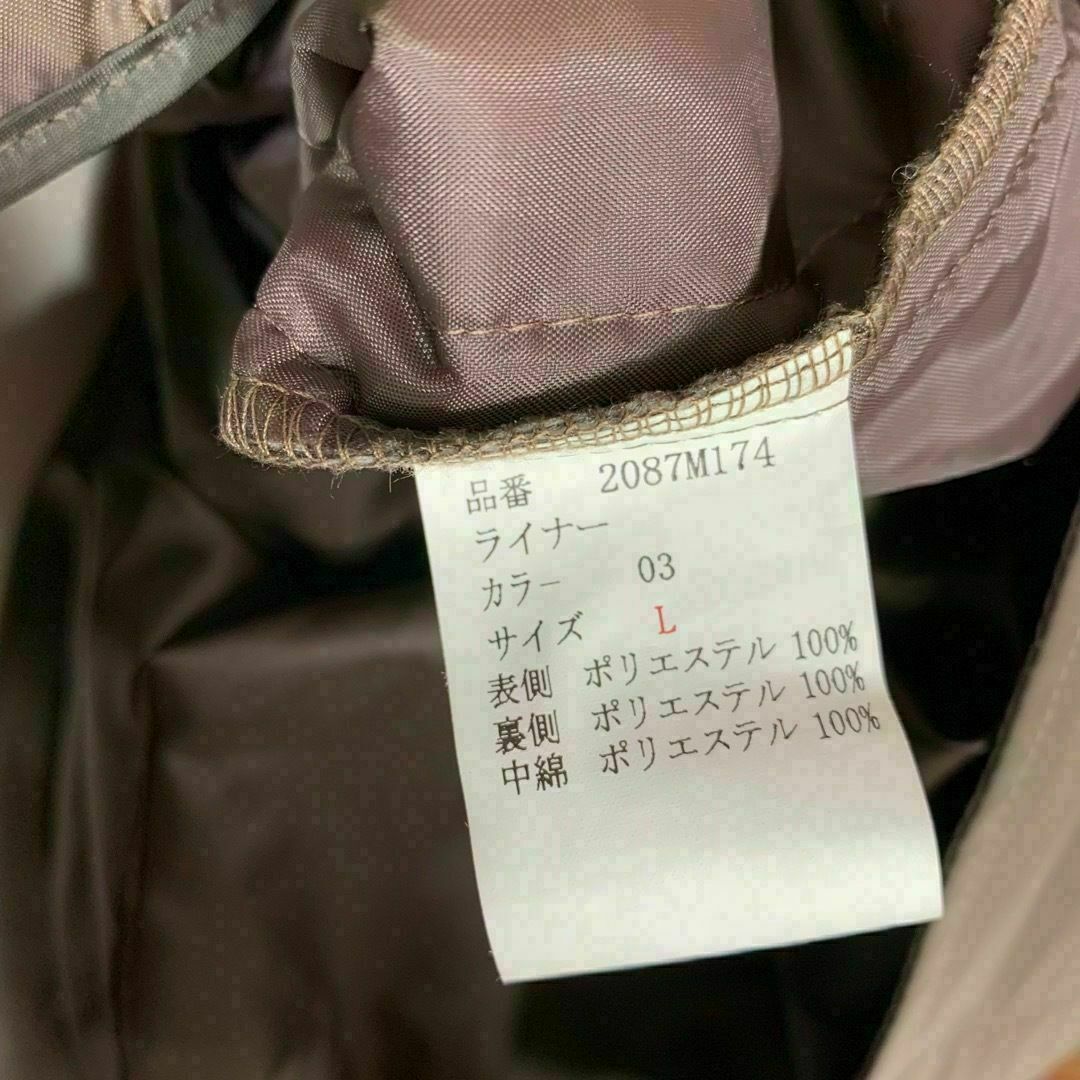 品番 2087M174
ライナー
カラー 03
サイズ L
表側 ポリエステル 100%
裏側 ポリエステル 100%
中綿 ポリエステル 100%